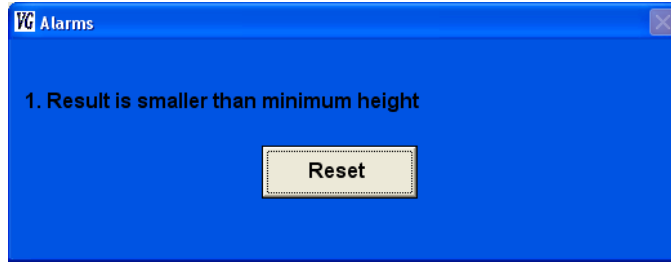 VG Alarms
1. Result is smaller than minimum height
Reset